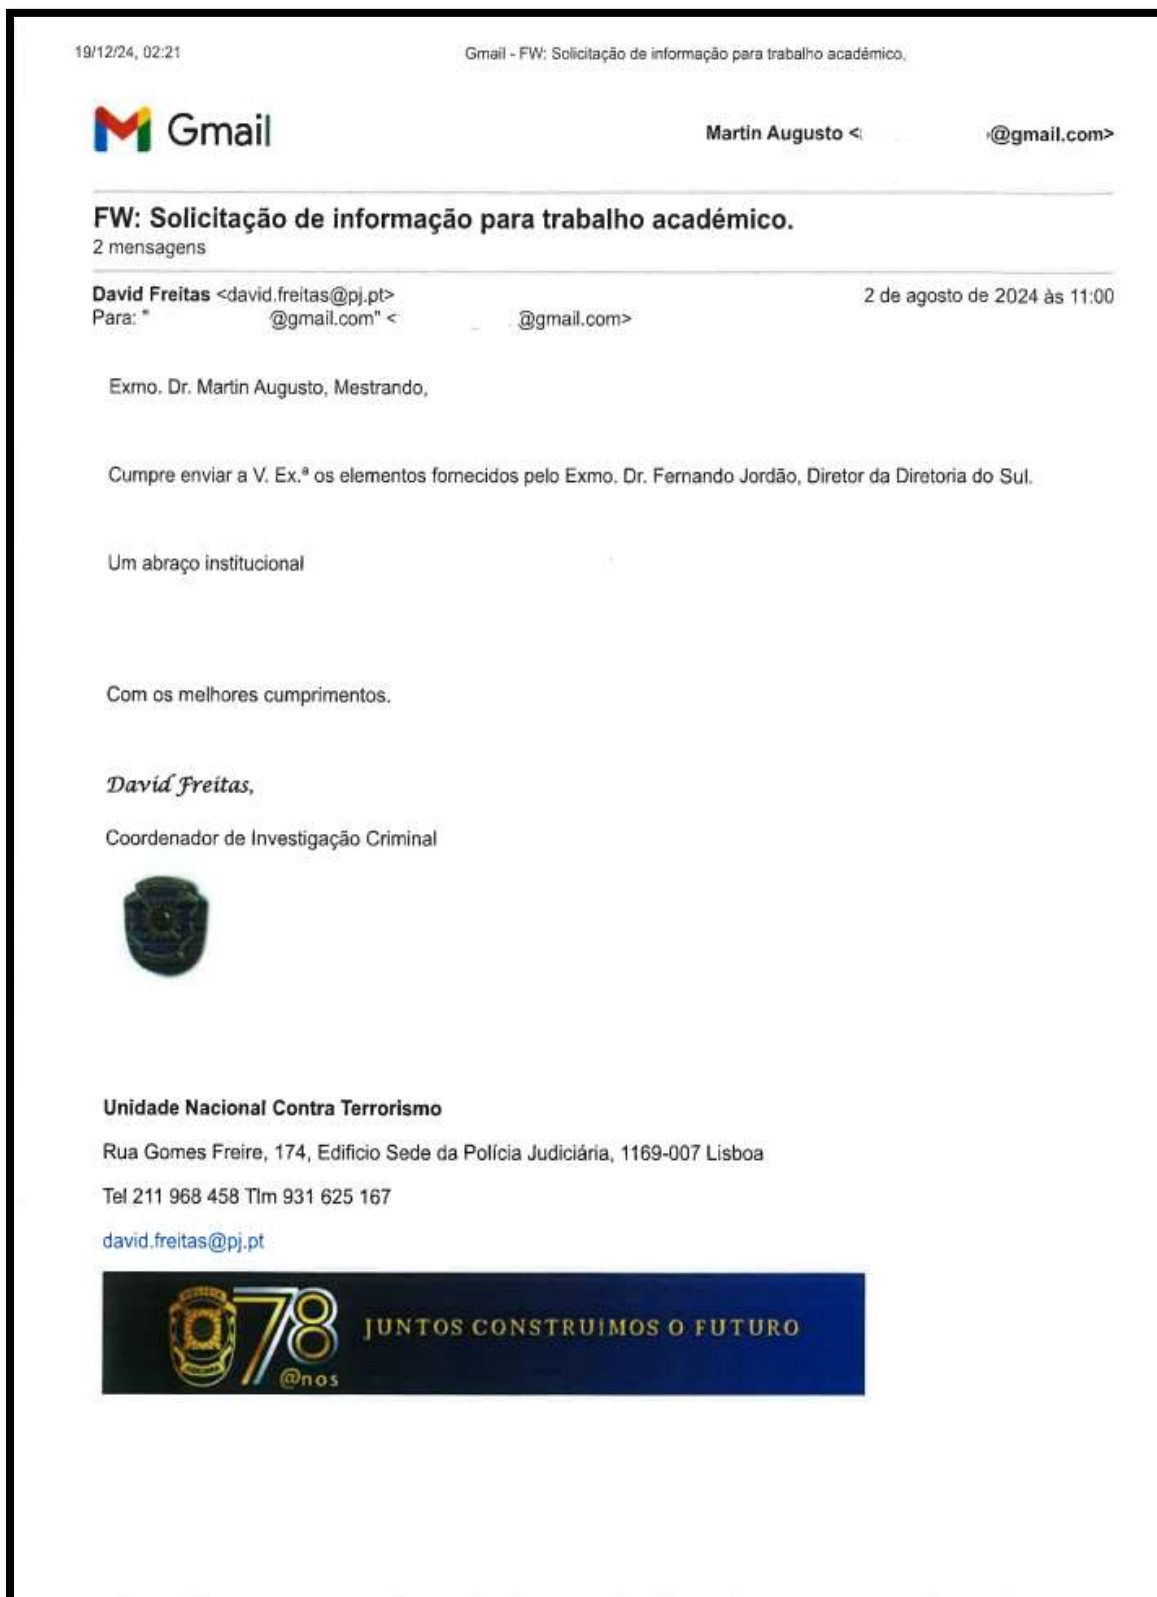 19/12/24, 02:21 Gmail - FW: Solicitação de informação para trabalho académico.
Gmail Martin Augusto < @gmail.com>
FW: Solicitação de informação para trabalho académico.
2 mensagens
David Freitas <david.freitas@pj.pt> 2 de agosto de 2024 às 11:00
Para: " @gmail.com" < @gmail.com>
Exmo. Dr. Martin Augusto, Mestrando,
Cumpre enviar a V. Ex.ª os elementos fornecidos pelo Exmo. Dr. Fernando Jordão, Diretor da Diretoria do Sul.
Um abraço institucional
Com os melhores cumprimentos.
David Freitas,
Coordenador de Investigação Criminal
Unidade Nacional Contra Terrorismo
Rua Gomes Freire, 174, Edificio Sede da Polícia Judiciária, 1169-007 Lisboa
Tel 211 968 458 Tlm 931 625 167
david.freitas@pj.pt
78 JUNTOS CONSTRUÍMOS O FUTURO
@nos